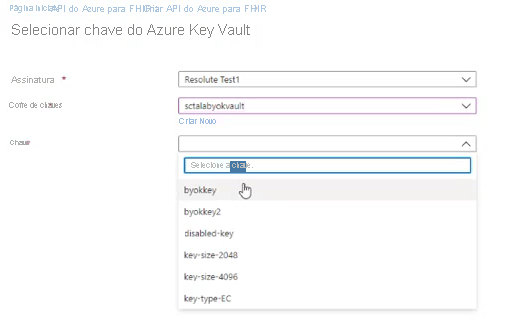 Página Inicial API do Azure para FHIR Criar API do Azure para FHIR
Selecionar chave do Azure Key Vault
Assinatura *
Resolute Test1
Cofre de chaves
sctalabyokvault
Criar Novo
Chave
Selecione a chave.
byokkey
byokkey2
disabled-key
key-size-2048
key-size-4096
key-type-EC